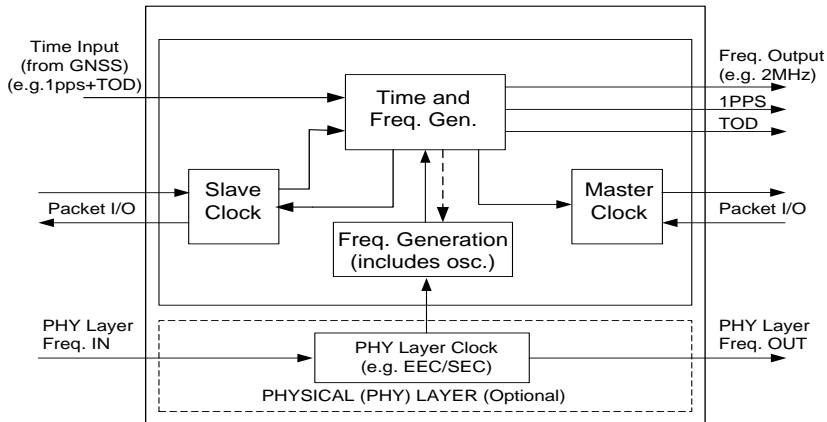 Time Input
(from GNSS)
(e.g.1pps+TOD)
Time and
Freq. Gen.
Freq. Output
(e.g. 2MHz)
1PPS
TOD
Slave
Clock
Packet I/O
Master
Clock
Packet I/O
Freq. Generation
(includes osc.)
PHY Layer
Freq. IN
PHY Layer Clock
(e.g. EEC/SEC)
PHY Layer
Freq. OUT
PHYSICAL (PHY) LAYER (Optional)